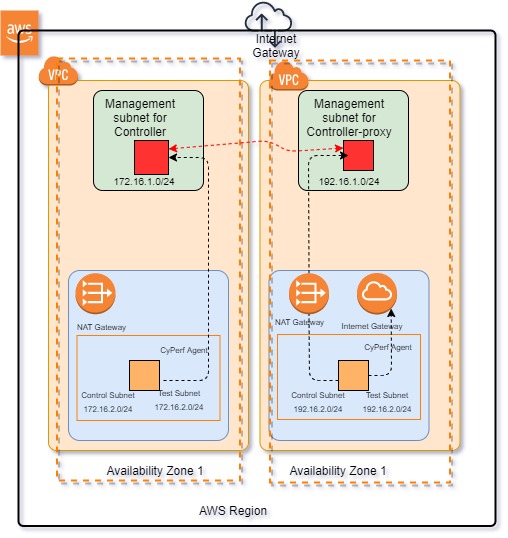 aws
Internet
Gateway
VPC
VPC
Management
subnet for
Controller
172.16.1.0/24
Management
subnet for
Controller-proxy
192.16.1.0/24
NAT Gateway
CyPerf Agent
Control Subnet
172.16.2.0/24
Test Subnet
172.16.2.0/24
NAT Gateway
Internet Gateway
CyPerf Agent
Control Subnet
192.16.2.0/24
Test Subnet
192.16.2.0/24
Availability Zone 1
Availability Zone 1
AWS Region